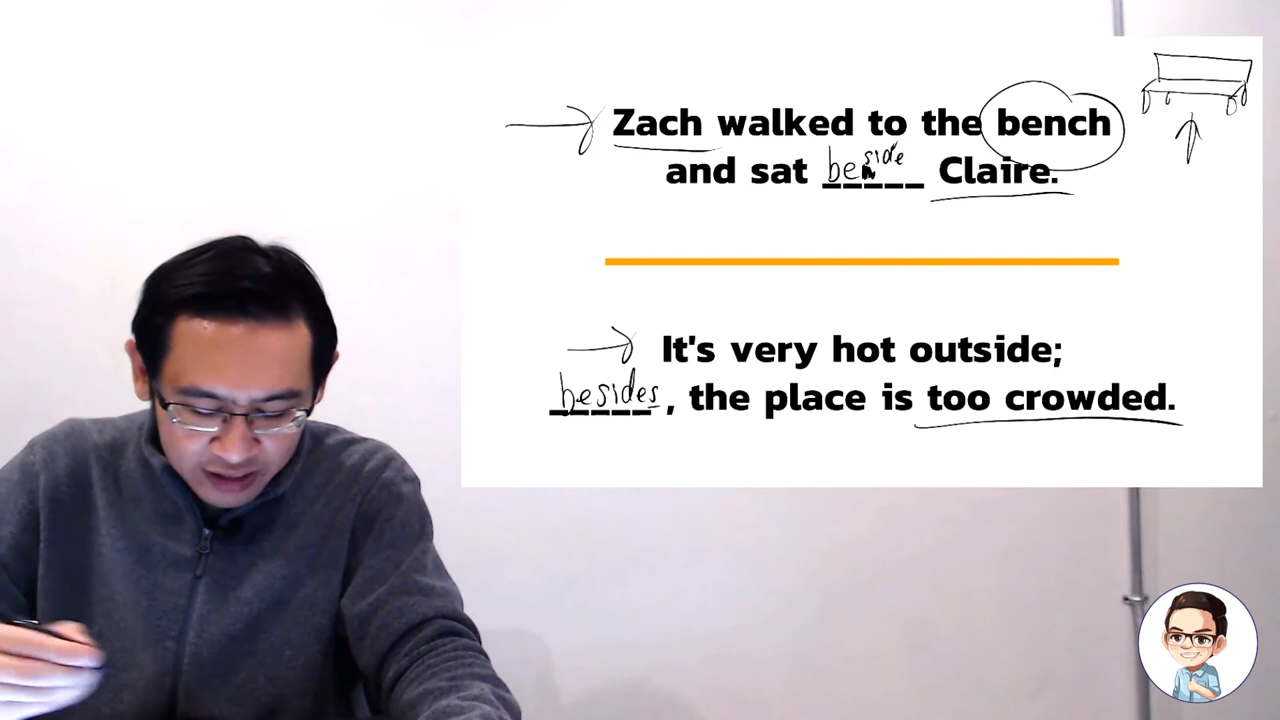 Zach walked to the bench
and sat beside Claire.
It's very hot outside;
besides, the place is too crowded.